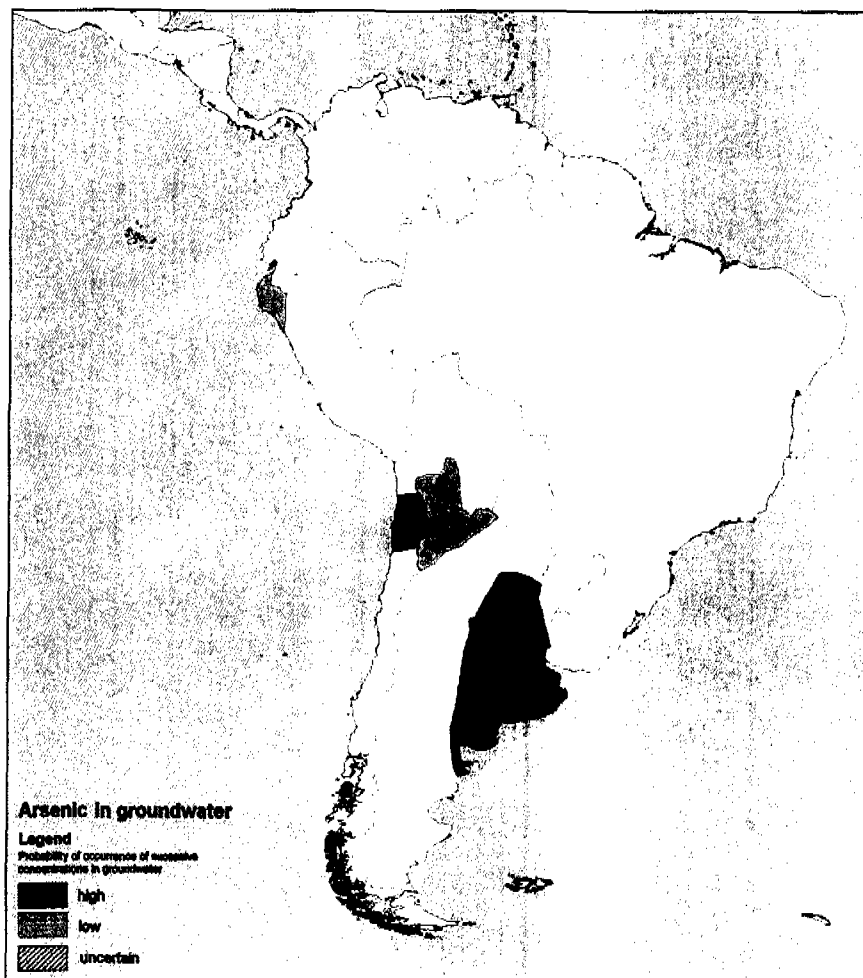 Arsenic in groundwater
Legend
Probability of occurrence of excessive
concentrations in groundwater
high
low
uncertain